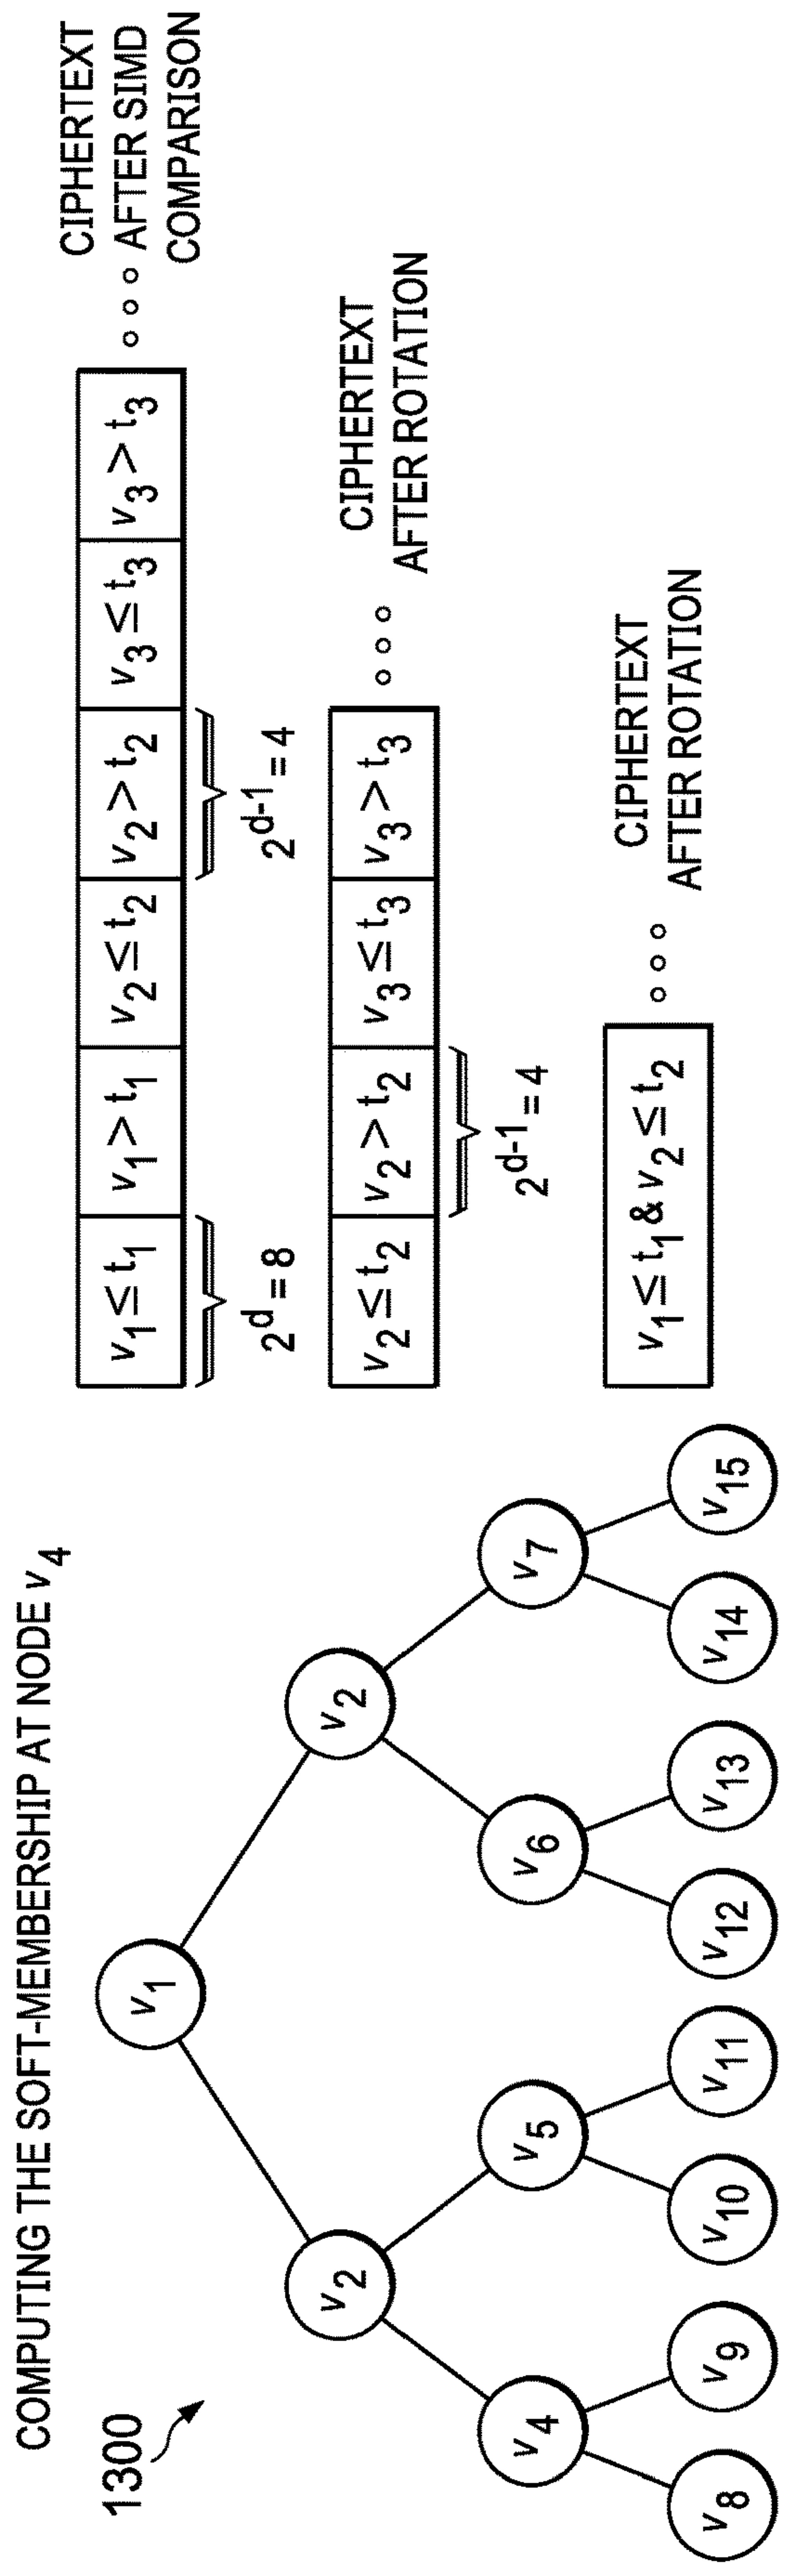 COMPUTING THE SOFT-MEMBERSHIP AT NODE v4
1300
v1
v2
v2
v4
v5
v6
v7
v8
v9
v10
v11
v12
v13
v14
v15
v1 ≤ t1
v1 > t1
v2 ≤ t2
v2 > t2
v3 ≤ t3
v3 > t3
CIPHERTEXT
AFTER SIMD
COMPARISON
2^d = 8
2^d-1 = 4
v2 ≤ t2
v2 > t2
v3 ≤ t3
v3 > t3
CIPHERTEXT
AFTER ROTATION
2^d-1 = 4
v1 ≤ t1 & v2 ≤ t2
CIPHERTEXT
AFTER ROTATION